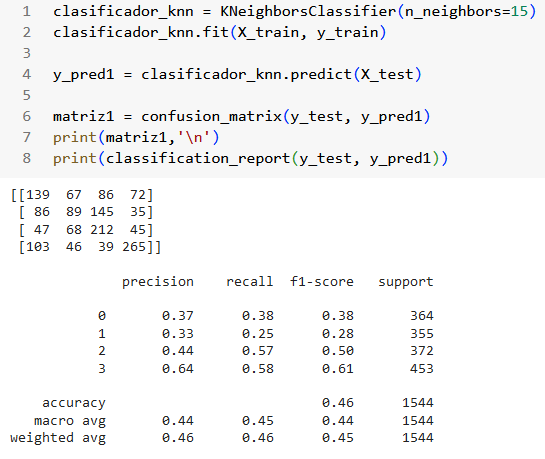 1 clasificador_knn = KNeighborsClassifier(n_neighbors=15)
2 clasificador_knn.fit(X_train, y_train)
3
4 y_pred1 = clasificador_knn.predict(X_test)
5
6 matriz1 = confusion_matrix(y_test, y_pred1)
7 print(matriz1,'\n')
8 print(classification_report(y_test, y_pred1))
[[139 67 86 72]
[ 86 89 145 35]
[ 47 68 212 45]
[103 46 39 265]]
precision recall f1-score support
0 0.37 0.38 0.38 364
1 0.33 0.25 0.28 355
2 0.44 0.57 0.50 372
3 0.64 0.58 0.61 453
accuracy 0.46 1544
macro avg 0.44 0.45 0.44 1544
weighted avg 0.46 0.46 0.45 1544